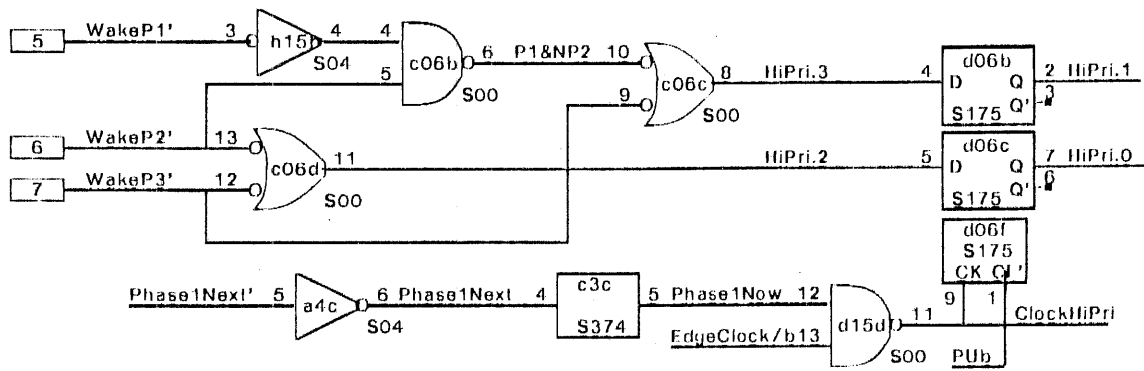 5 WakeP1' 3 h15b 4 S04 4 5 c06b 6 S00 P1&NP2 10 9 c06c 8 S00 HiPri.3 4 d06b D Q Q' S175 2 HiPri.1 3
6 WakeP2' 13
7 WakeP3' 12 c06d 11 S00 HiPri.2 5 d06c D Q Q' S175 7 HiPri.0 6
d06f S175 CK CL'
Phase1Next' 5 a4c 6 S04 Phase1Next 4 c3c S374 5 Phase1Now 12 d15d 11 S00 9 1 ClockHiPri
EdgeClock/b13
PUb